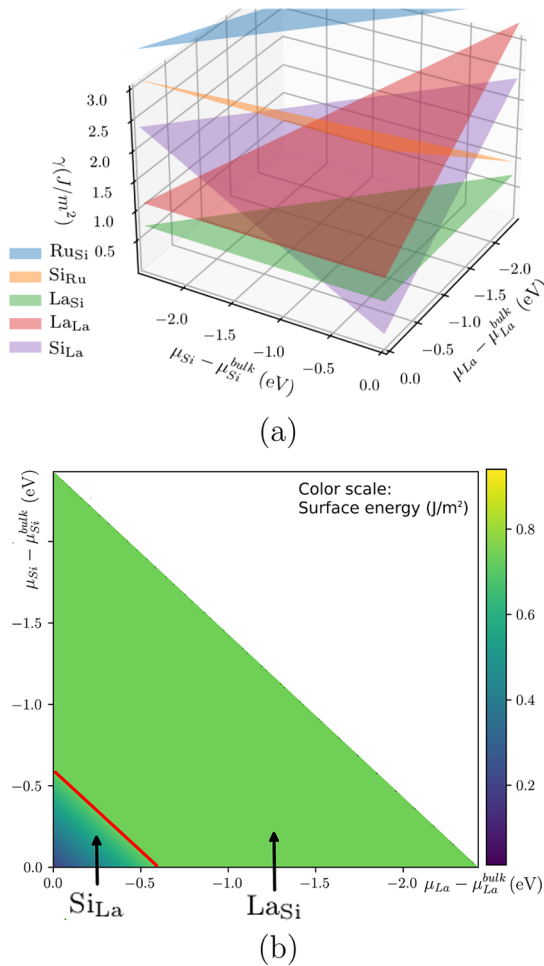 3.0
2.5
2.0
1.5
1.0
0.5
γ(J/m²)
Ru_Si
Si_Ru
La_Si
La_La
Si_La
−2.0
−1.5
−1.0
−0.5
0.0
μ_Si − μ_Si^bulk (eV)
−2.0
−1.5
−1.0
−0.5
0.0
μ_La − μ_La^bulk (eV)
(a)
μ_Si − μ_Si^bulk (eV)
Color scale:
Surface energy (J/m²)
−1.5
−1.0
−0.5
0.0
0.8
0.6
0.4
0.2
0.0 −0.5 −1.0 −1.5 −2.0 μ_La − μ_La^bulk (eV)
Si_La La_Si
(b)